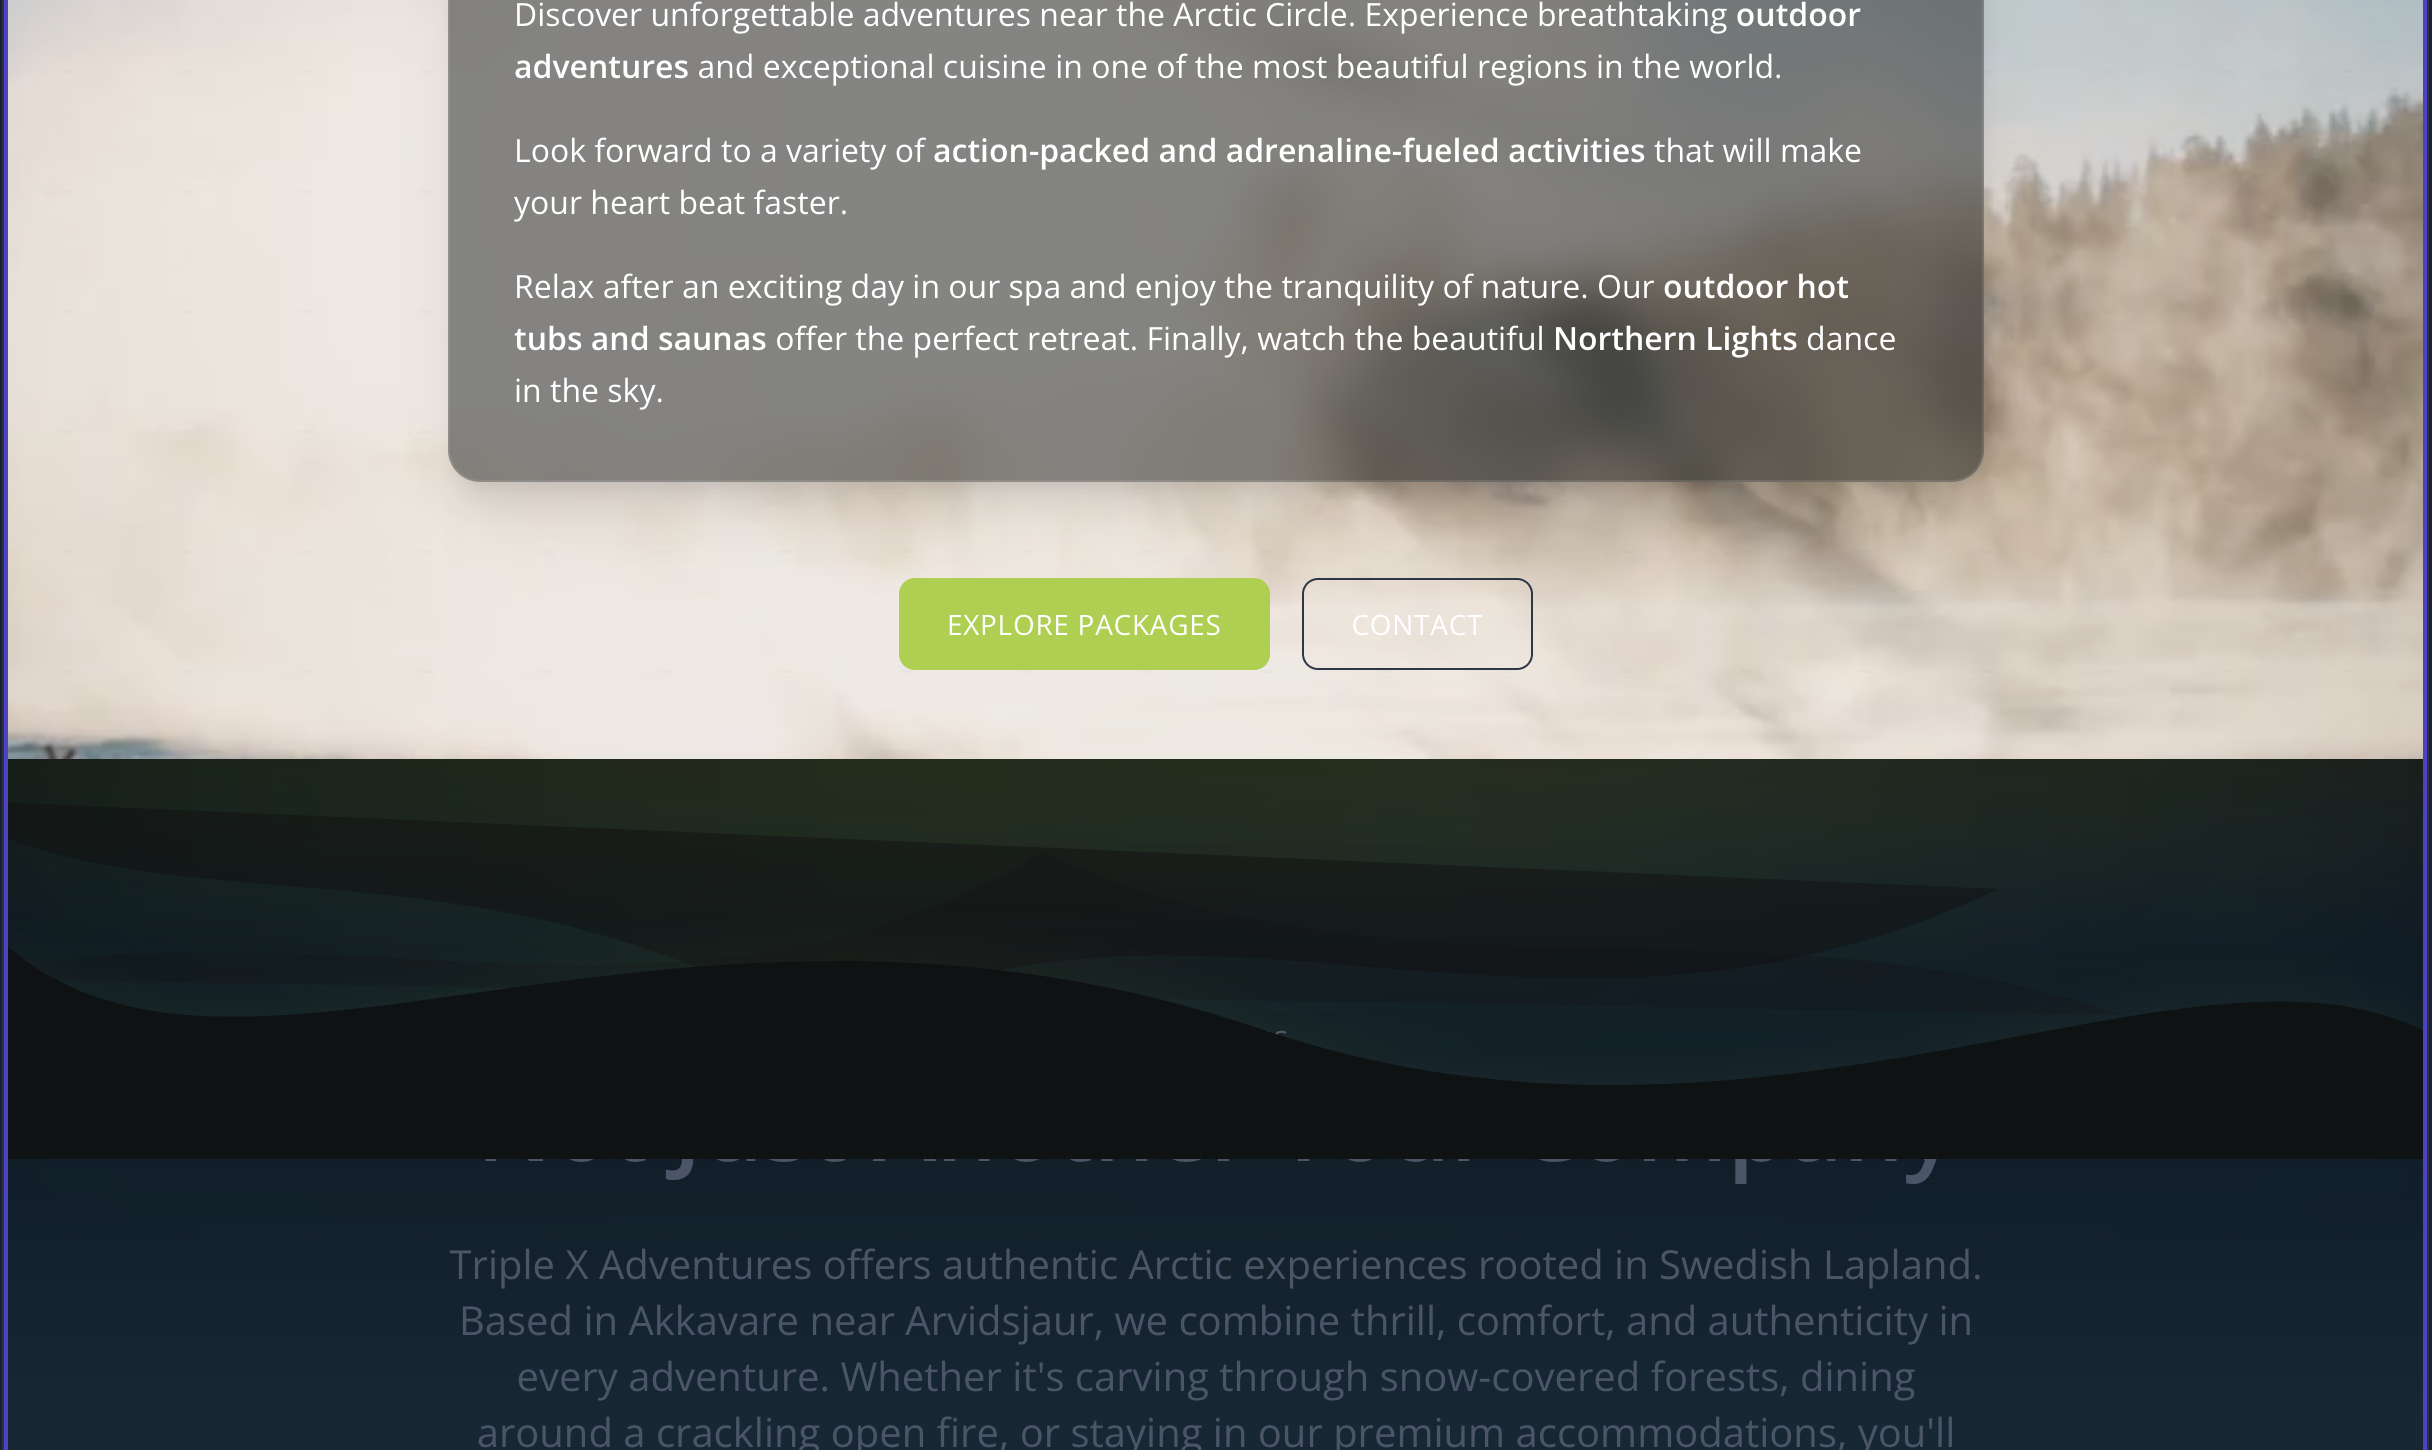 Discover unforgettable adventures near the Arctic Circle. Experience breathtaking outdoor
adventures and exceptional cuisine in one of the most beautiful regions in the world.
Look forward to a variety of action-packed and adrenaline-fueled activities that will make
your heart beat faster.
Relax after an exciting day in our spa and enjoy the tranquility of nature. Our outdoor hot
tubs and saunas offer the perfect retreat. Finally, watch the beautiful Northern Lights dance
in the sky.
EXPLORE PACKAGES
CONTACT
Not Just Another Tour Company
Triple X Adventures offers authentic Arctic experiences rooted in Swedish Lapland.
Based in Akkavare near Arvidsjaur, we combine thrill, comfort, and authenticity in
every adventure. Whether it's carving through snow-covered forests, dining
around a crackling open fire, or staying in our premium accommodations, you'll